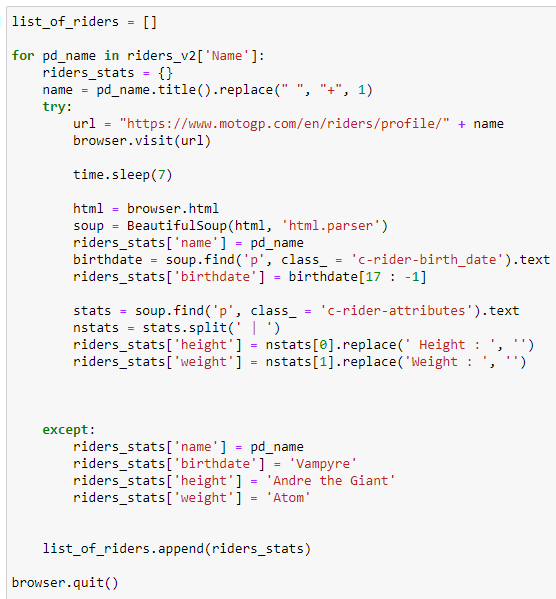 list_of_riders = []
for pd_name in riders_v2['Name']:
    riders_stats = {}
    name = pd_name.title().replace(" ", "+", 1)
    try:
        url = "https://www.motogp.com/en/riders/profile/" + name
        browser.visit(url)
        time.sleep(7)
        html = browser.html
        soup = BeautifulSoup(html, 'html.parser')
        riders_stats['name'] = pd_name
        birthdate = soup.find('p', class_ = 'c-rider-birth_date').text
        riders_stats['birthdate'] = birthdate[17 : -1]
        stats = soup.find('p', class_ = 'c-rider-attributes').text
        nstats = stats.split(' | ')
        riders_stats['height'] = nstats[0].replace(' Height : ', '')
        riders_stats['weight'] = nstats[1].replace('Weight : ', '')
    except:
        riders_stats['name'] = pd_name
        riders_stats['birthdate'] = 'Vampyre'
        riders_stats['height'] = 'Andre the Giant'
        riders_stats['weight'] = 'Atom'
    list_of_riders.append(riders_stats)
browser.quit()